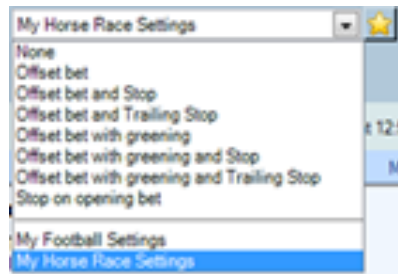 My Horse Race Settings
None
Offset bet
Offset bet and Stop
Offset bet and Trailing Stop
Offset bet with greening
t 12:
Offset bet with greening and Stop
Offset bet with greening and Trailing Stop
Stop on opening bet
My Football Settings
My Horse Race Settings